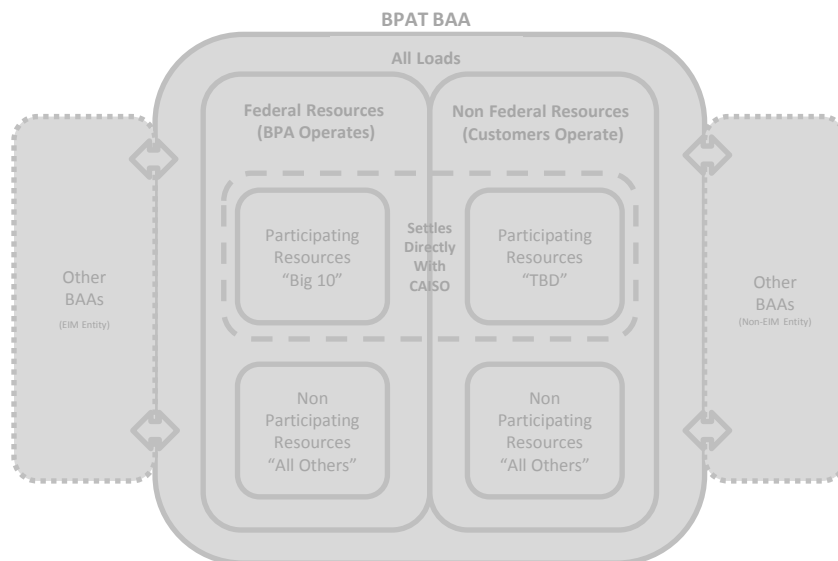 BPAT BAA
All Loads
Federal Resources
(BPA Operates)
Non Federal Resources
(Customers Operate)
Participating
Resources
“Big 10”
Settles
Directly
With
CAISO
Participating
Resources
“TBD”
Other
BAAs
(EIM Entity)
Other
BAAs
(Non-EIM Entity)
Non
Participating
Resources
“All Others”
Non
Participating
Resources
“All Others”